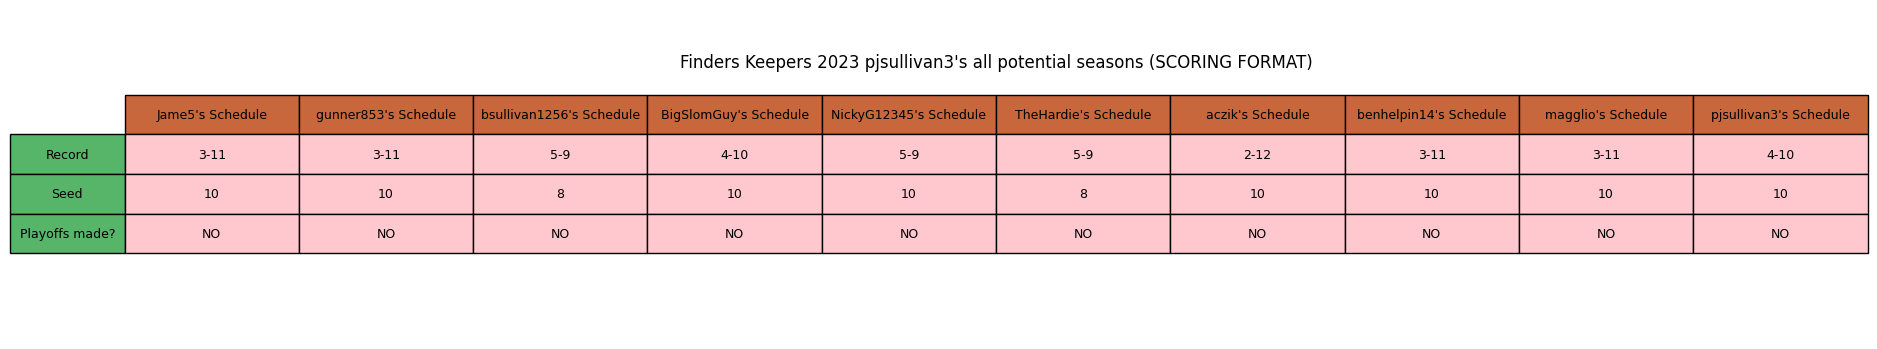 Finders Keepers 2023 pjsullivan3's all potential seasons (SCORING FORMAT)
Jame5's Schedule gunner853's Schedule bsullivan1256's Schedule BigSlomGuy's Schedule NickyG12345's Schedule TheHardie's Schedule aczik's Schedule benhelpin14's Schedule magglio's Schedule pjsullivan3's Schedule
Record 3-11 3-11 5-9 4-10 5-9 5-9 2-12 3-11 3-11 4-10
Seed 10 10 8 10 10 8 10 10 10 10
Playoffs made? NO NO NO NO NO NO NO NO NO NO